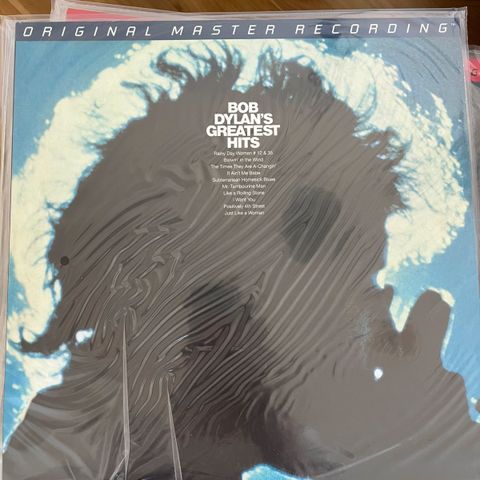 ORIGINAL MASTER RECORDING™
BOB
DYLAN'S
GREATEST
HITS
Rainy Day Women # 12 & 35
Blowin' in the Wind
The Times They Are A-Changin'
It Ain't Me Babe
Subterranean Homesick Blues
Mr. Tambourine Man
Like a Rolling Stone
I Want You
Positively 4th Street
Just Like a Woman